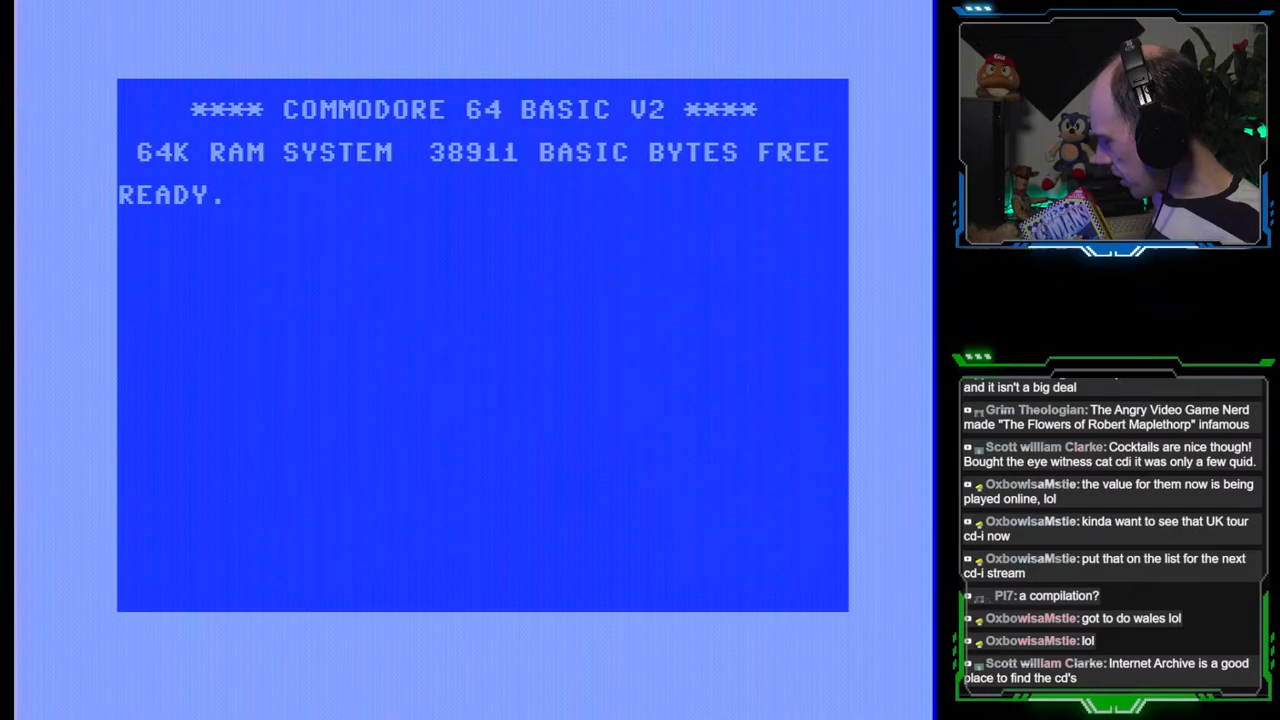 **** COMMODORE 64 BASIC V2 ****
64K RAM SYSTEM  38911 BASIC BYTES FREE
READY.
and it isn't a big deal
Grim Theologian: The Angry Video Game Nerd
made "The Flowers of Robert Maplethorp" infamous
Scott william Clarke: Cocktails are nice though!
Bought the eye witness cat cdi it was only a few quid.
OxbowisaMstie: the value for them now is being
played online, lol
OxbowisaMstie: kinda want to see that UK tour
cd-i now
OxbowisaMstie: put that on the list for the next
cd-i stream
PI7: a compilation?
OxbowisaMstie: got to do wales lol
OxbowisaMstie: lol
Scott william Clarke: Internet Archive is a good
place to find the cd's